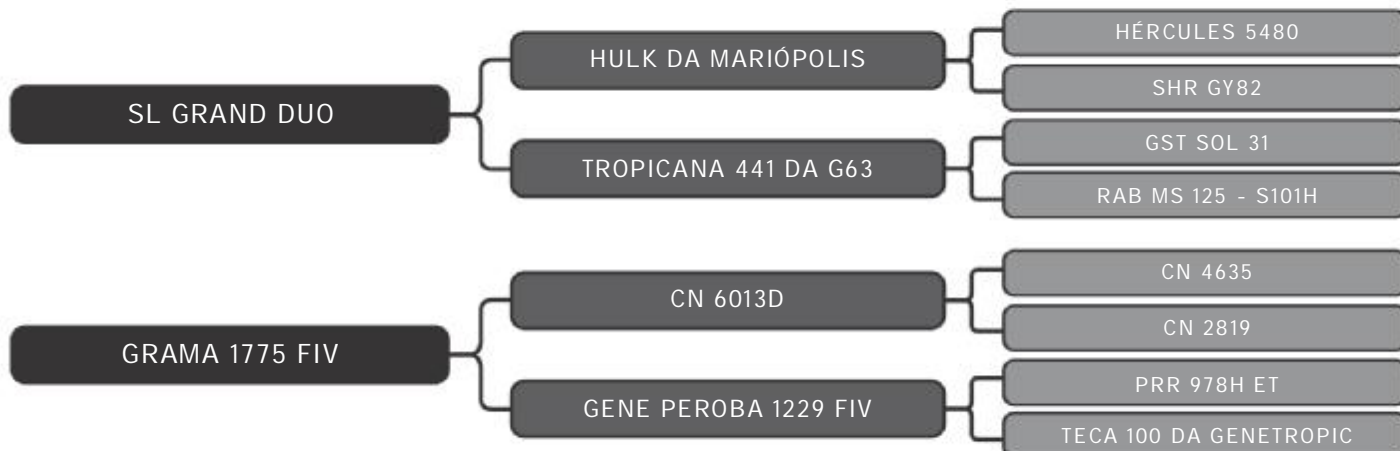 SL GRAND DUO
HULK DA MARIÓPOLIS
HÉRCULES 5480
SHR GY82
TROPICANA 441 DA G63
GST SOL 31
RAB MS 125 - S101H
GRAMA 1775 FIV
CN 6013D
CN 4635
CN 2819
GENE PEROBA 1229 FIV
PRR 978H ET
TECA 100 DA GENETROPIC